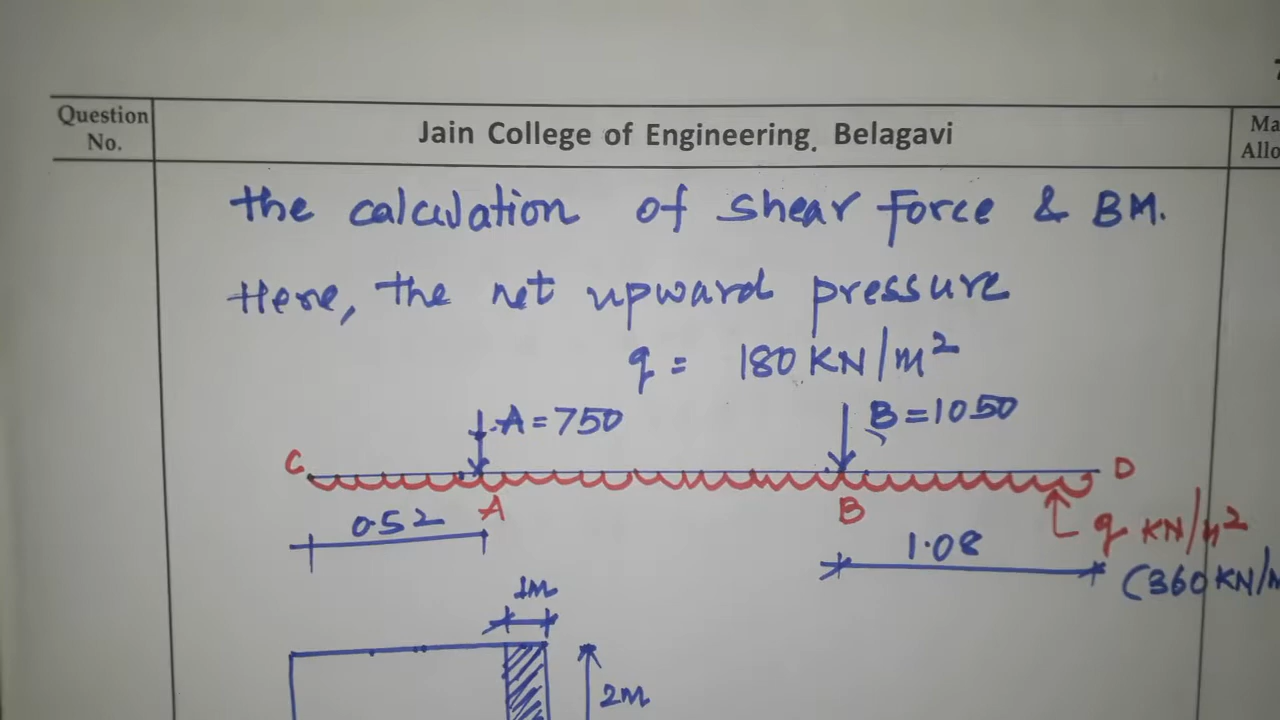 Question No.
Jain College of Engineering, Belagavi
Ma
Allo
the calculation of shear force & BM.
Here, the net upward pressure
q = 180 KN/m²
A = 750
B = 1050
C
D
A
B
0.52
1.08
q KN/m²
(360 KN/m
1M
2M